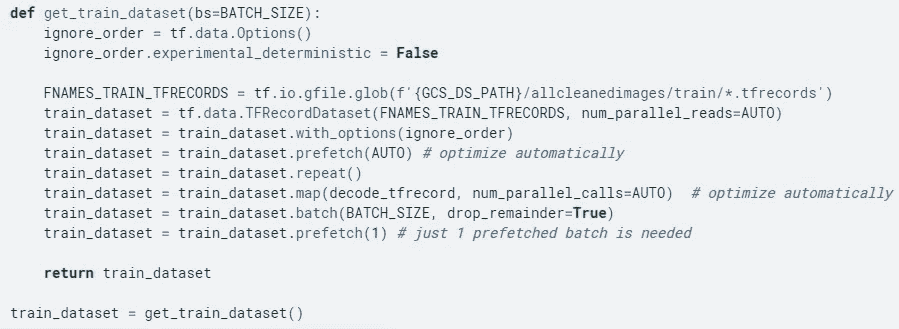 def get_train_dataset(bs=BATCH_SIZE):
    ignore_order = tf.data.Options()
    ignore_order.experimental_deterministic = False

    FNAMES_TRAIN_TFRECORDS = tf.io.gfile.glob(f'{GCS_DS_PATH}/allcleanedimages/train/*.tfrecords')
    train_dataset = tf.data.TFRecordDataset(FNAMES_TRAIN_TFRECORDS, num_parallel_reads=AUTO)
    train_dataset = train_dataset.with_options(ignore_order)
    train_dataset = train_dataset.prefetch(AUTO) # optimize automatically
    train_dataset = train_dataset.repeat()
    train_dataset = train_dataset.map(decode_tfrecord, num_parallel_calls=AUTO)  # optimize automatically
    train_dataset = train_dataset.batch(BATCH_SIZE, drop_remainder=True)
    train_dataset = train_dataset.prefetch(1) # just 1 prefetched batch is needed

    return train_dataset

train_dataset = get_train_dataset()